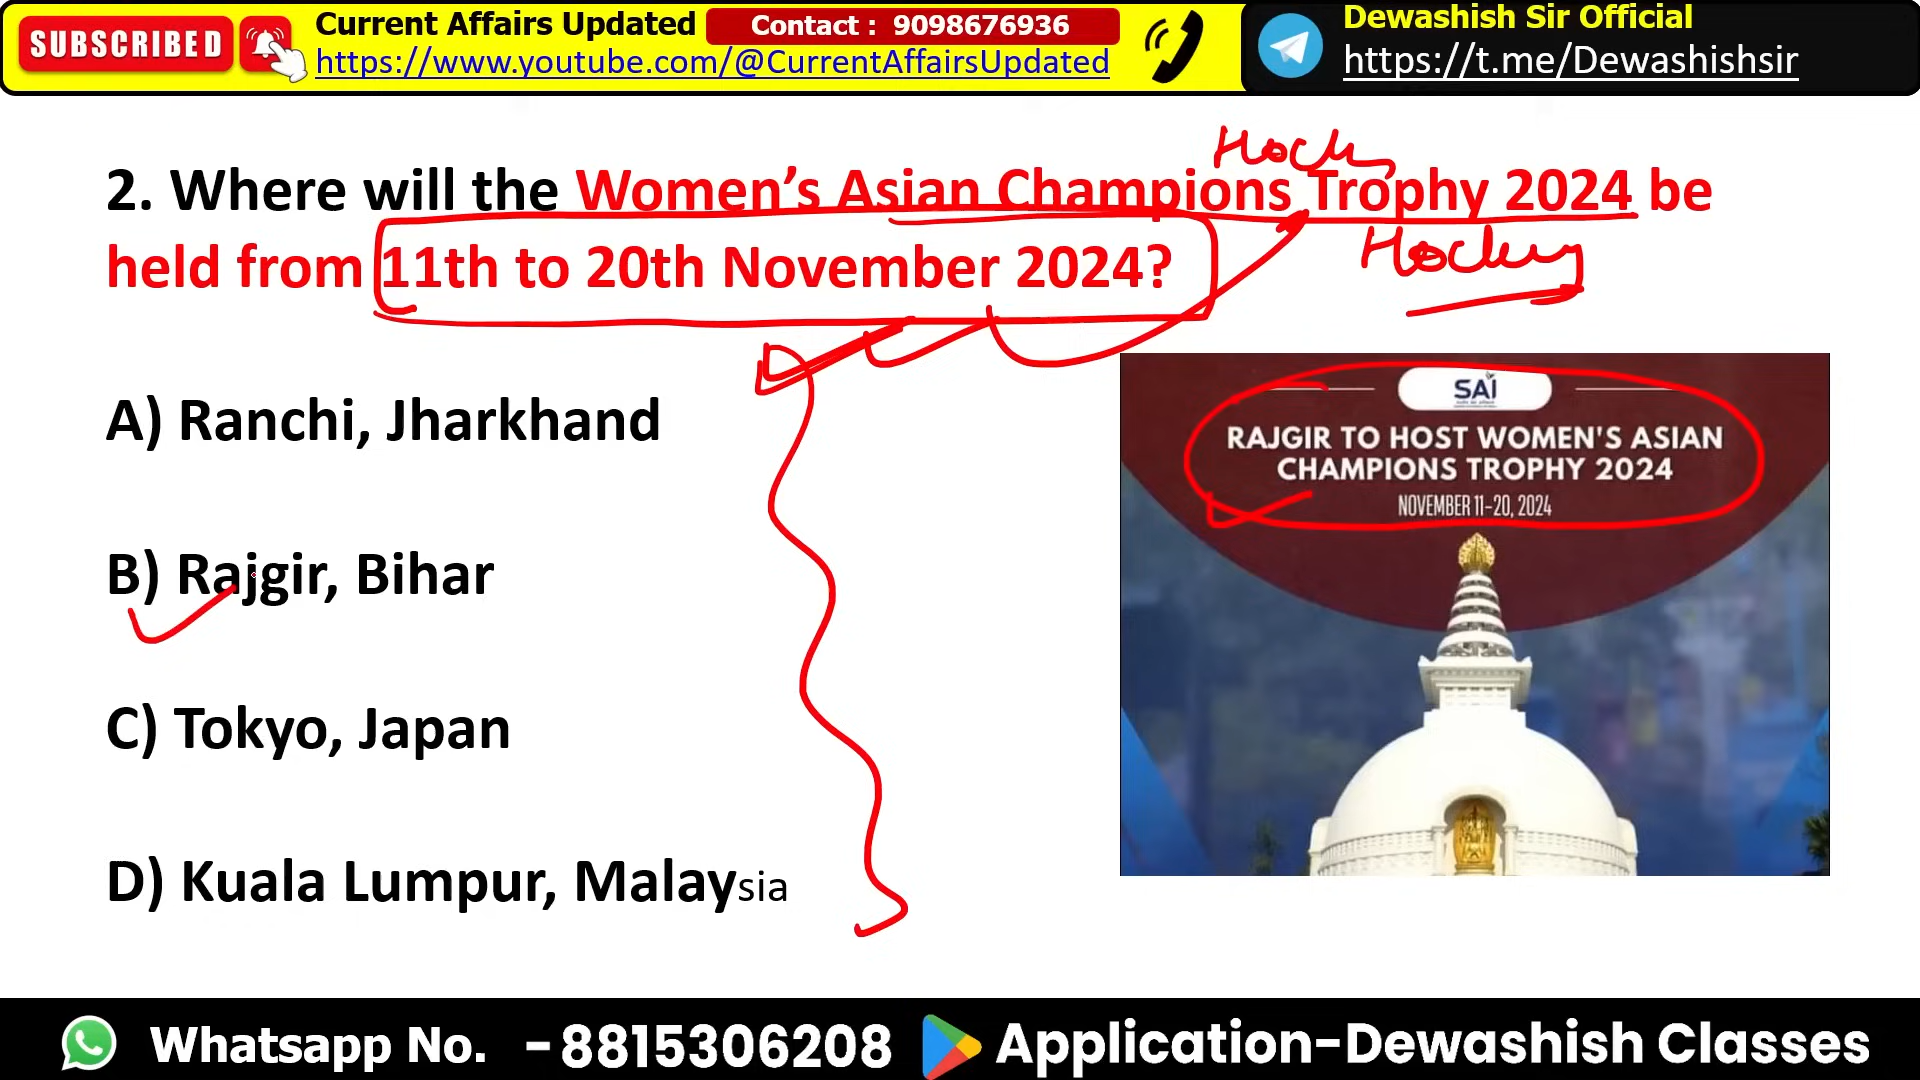 SUBSCRIBED
Current Affairs Updated
Contact : 9098676936
https://www.youtube.com/@CurrentAffairsUpdated
Dewashish Sir Official
https://t.me/Dewashishsir
Hock
2. Where will the Women’s Asian Champions Trophy 2024 be
held from 11th to 20th November 2024?
Hockey
A) Ranchi, Jharkhand
B) Rajgir, Bihar
C) Tokyo, Japan
D) Kuala Lumpur, Malaysia
SAI
RAJGIR TO HOST WOMEN'S ASIAN
CHAMPIONS TROPHY 2024
NOVEMBER 11-20, 2024
Whatsapp No. - 8815306208
Application-Dewashish Classes